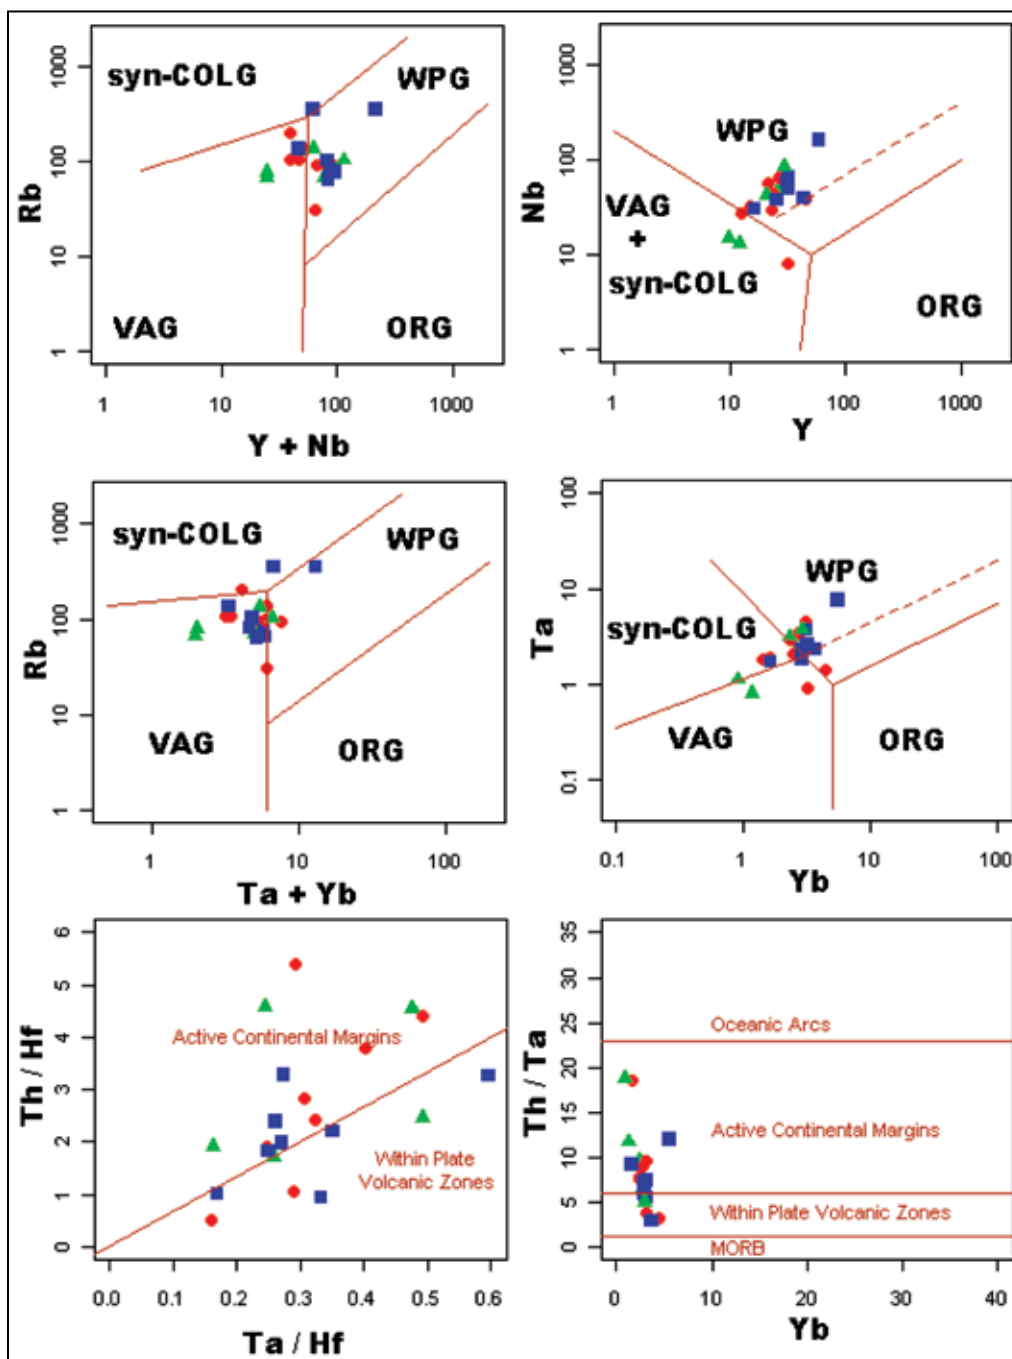 Rb
1000
100
10
1
syn-COLG
WPG
VAG
ORG
1 10 100 1000
Y + Nb
Nb
1000
100
10
1
WPG
VAG
+
syn-COLG
ORG
1 10 100 1000
Y
Rb
1000
100
10
1
syn-COLG
WPG
VAG
ORG
1 10 100
Ta + Yb
Ta
100
10
1
0.1
WPG
syn-COLG
VAG
ORG
0.1 1 10 100
Yb
Th / Hf
6
5
4
3
2
1
0
Active Continental Margins
Within Plate
Volcanic Zones
0.0 0.1 0.2 0.3 0.4 0.5 0.6
Ta / Hf
Th / Ta
35
30
25
20
15
10
5
0
Oceanic Arcs
Active Continental Margins
Within Plate Volcanic Zones
MORB
0 10 20 30 40
Yb